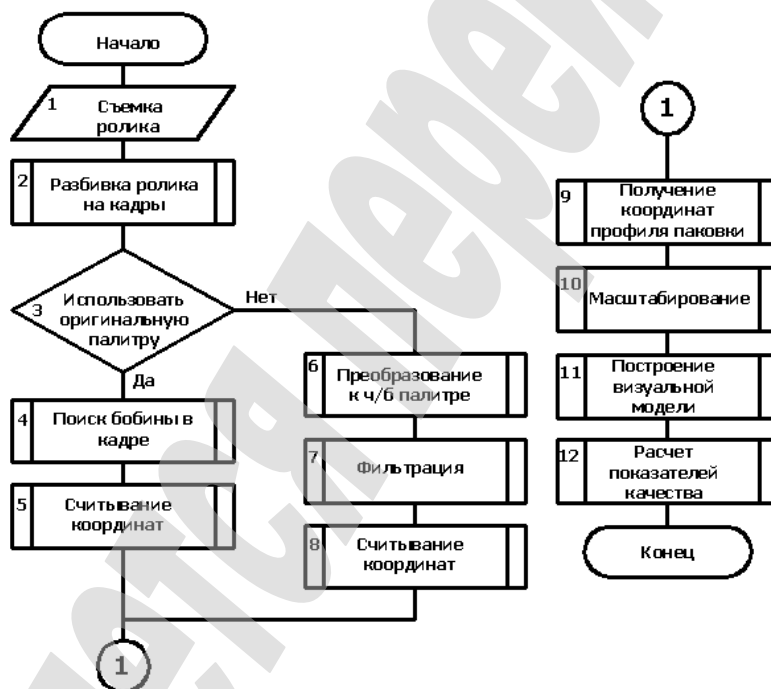 Начало
1
Съемка
ролика
2
Разбивка ролика
на кадры
3
Использовать
оригинальную
палитру
Нет
Да
4
Поиск бобины в
кадре
5
Считывание
координат
6
Преобразование
к ч/б палитре
7
Фильтрация
8
Считывание
координат
1
1
9
Получение
координат
профиля паковки
10
Масштабирование
11
Построение
визуальной
модели
12
Расчет
показателей
качества
Конец